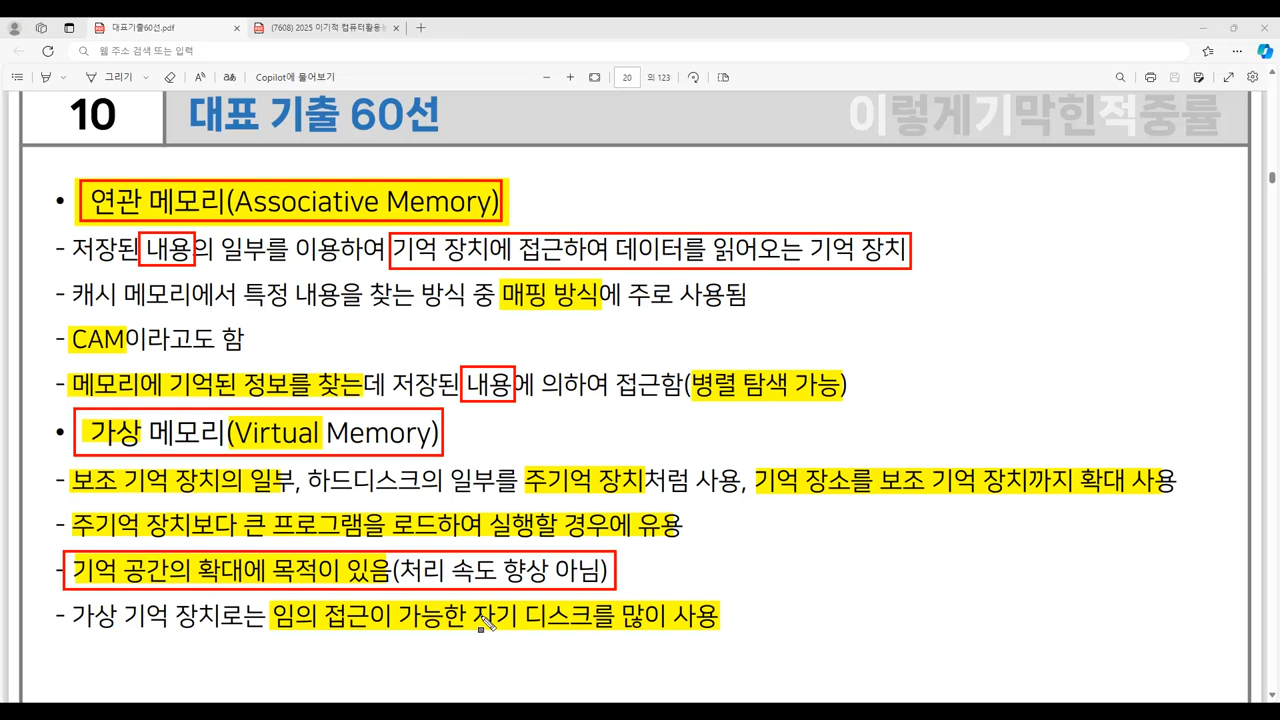 대표기출60선.pdf
(7608) 2025 이기적 컴퓨터활용능
웹 주소 검색 또는 입력
그리기
가あ
Copilot에 물어보기
20
의 123
10
대표 기출 60선
이렇게기막힌적중률
• 연관 메모리(Associative Memory)
- 저장된 내용의 일부를 이용하여 기억 장치에 접근하여 데이터를 읽어오는 기억 장치
- 캐시 메모리에서 특정 내용을 찾는 방식 중 매핑 방식에 주로 사용됨
- CAM이라고도 함
- 메모리에 기억된 정보를 찾는데 저장된 내용에 의하여 접근함(병렬 탐색 가능)
• 가상 메모리(Virtual Memory)
- 보조 기억 장치의 일부, 하드디스크의 일부를 주기억 장치처럼 사용, 기억 장소를 보조 기억 장치까지 확대 사용
- 주기억 장치보다 큰 프로그램을 로드하여 실행할 경우에 유용
- 기억 공간의 확대에 목적이 있음(처리 속도 향상 아님)
- 가상 기억 장치로는 임의 접근이 가능한 자기 디스크를 많이 사용